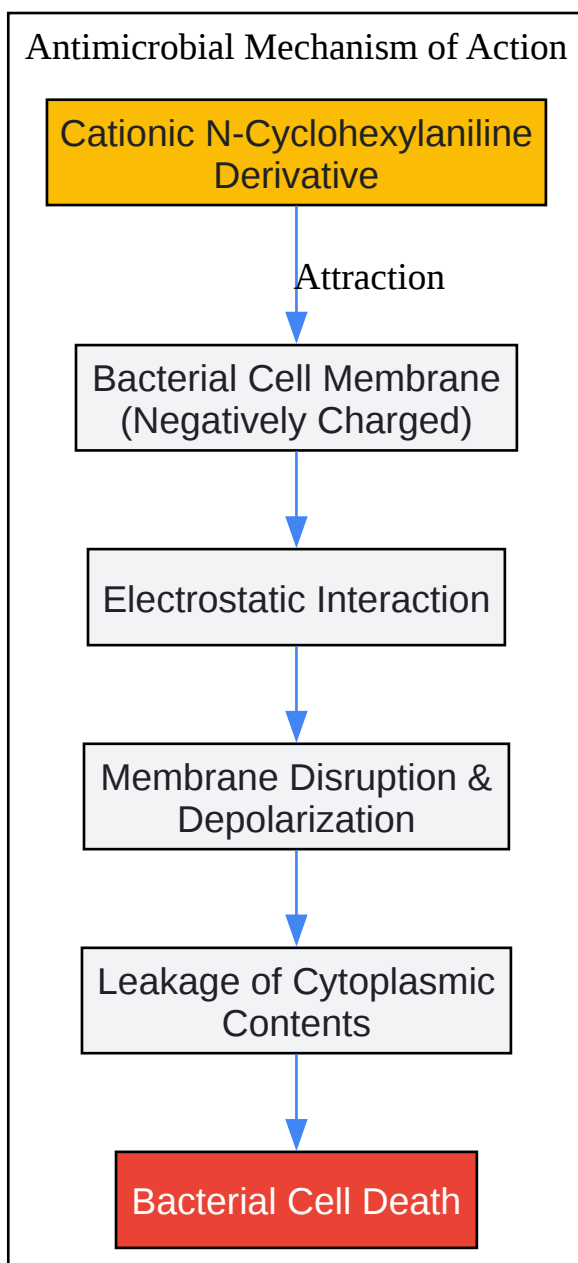 Antimicrobial Mechanism of Action
Cationic N-Cyclohexylaniline
Derivative
Attraction
Bacterial Cell Membrane
(Negatively Charged)
Electrostatic Interaction
Membrane Disruption &
Depolarization
Leakage of Cytoplasmic
Contents
Bacterial Cell Death